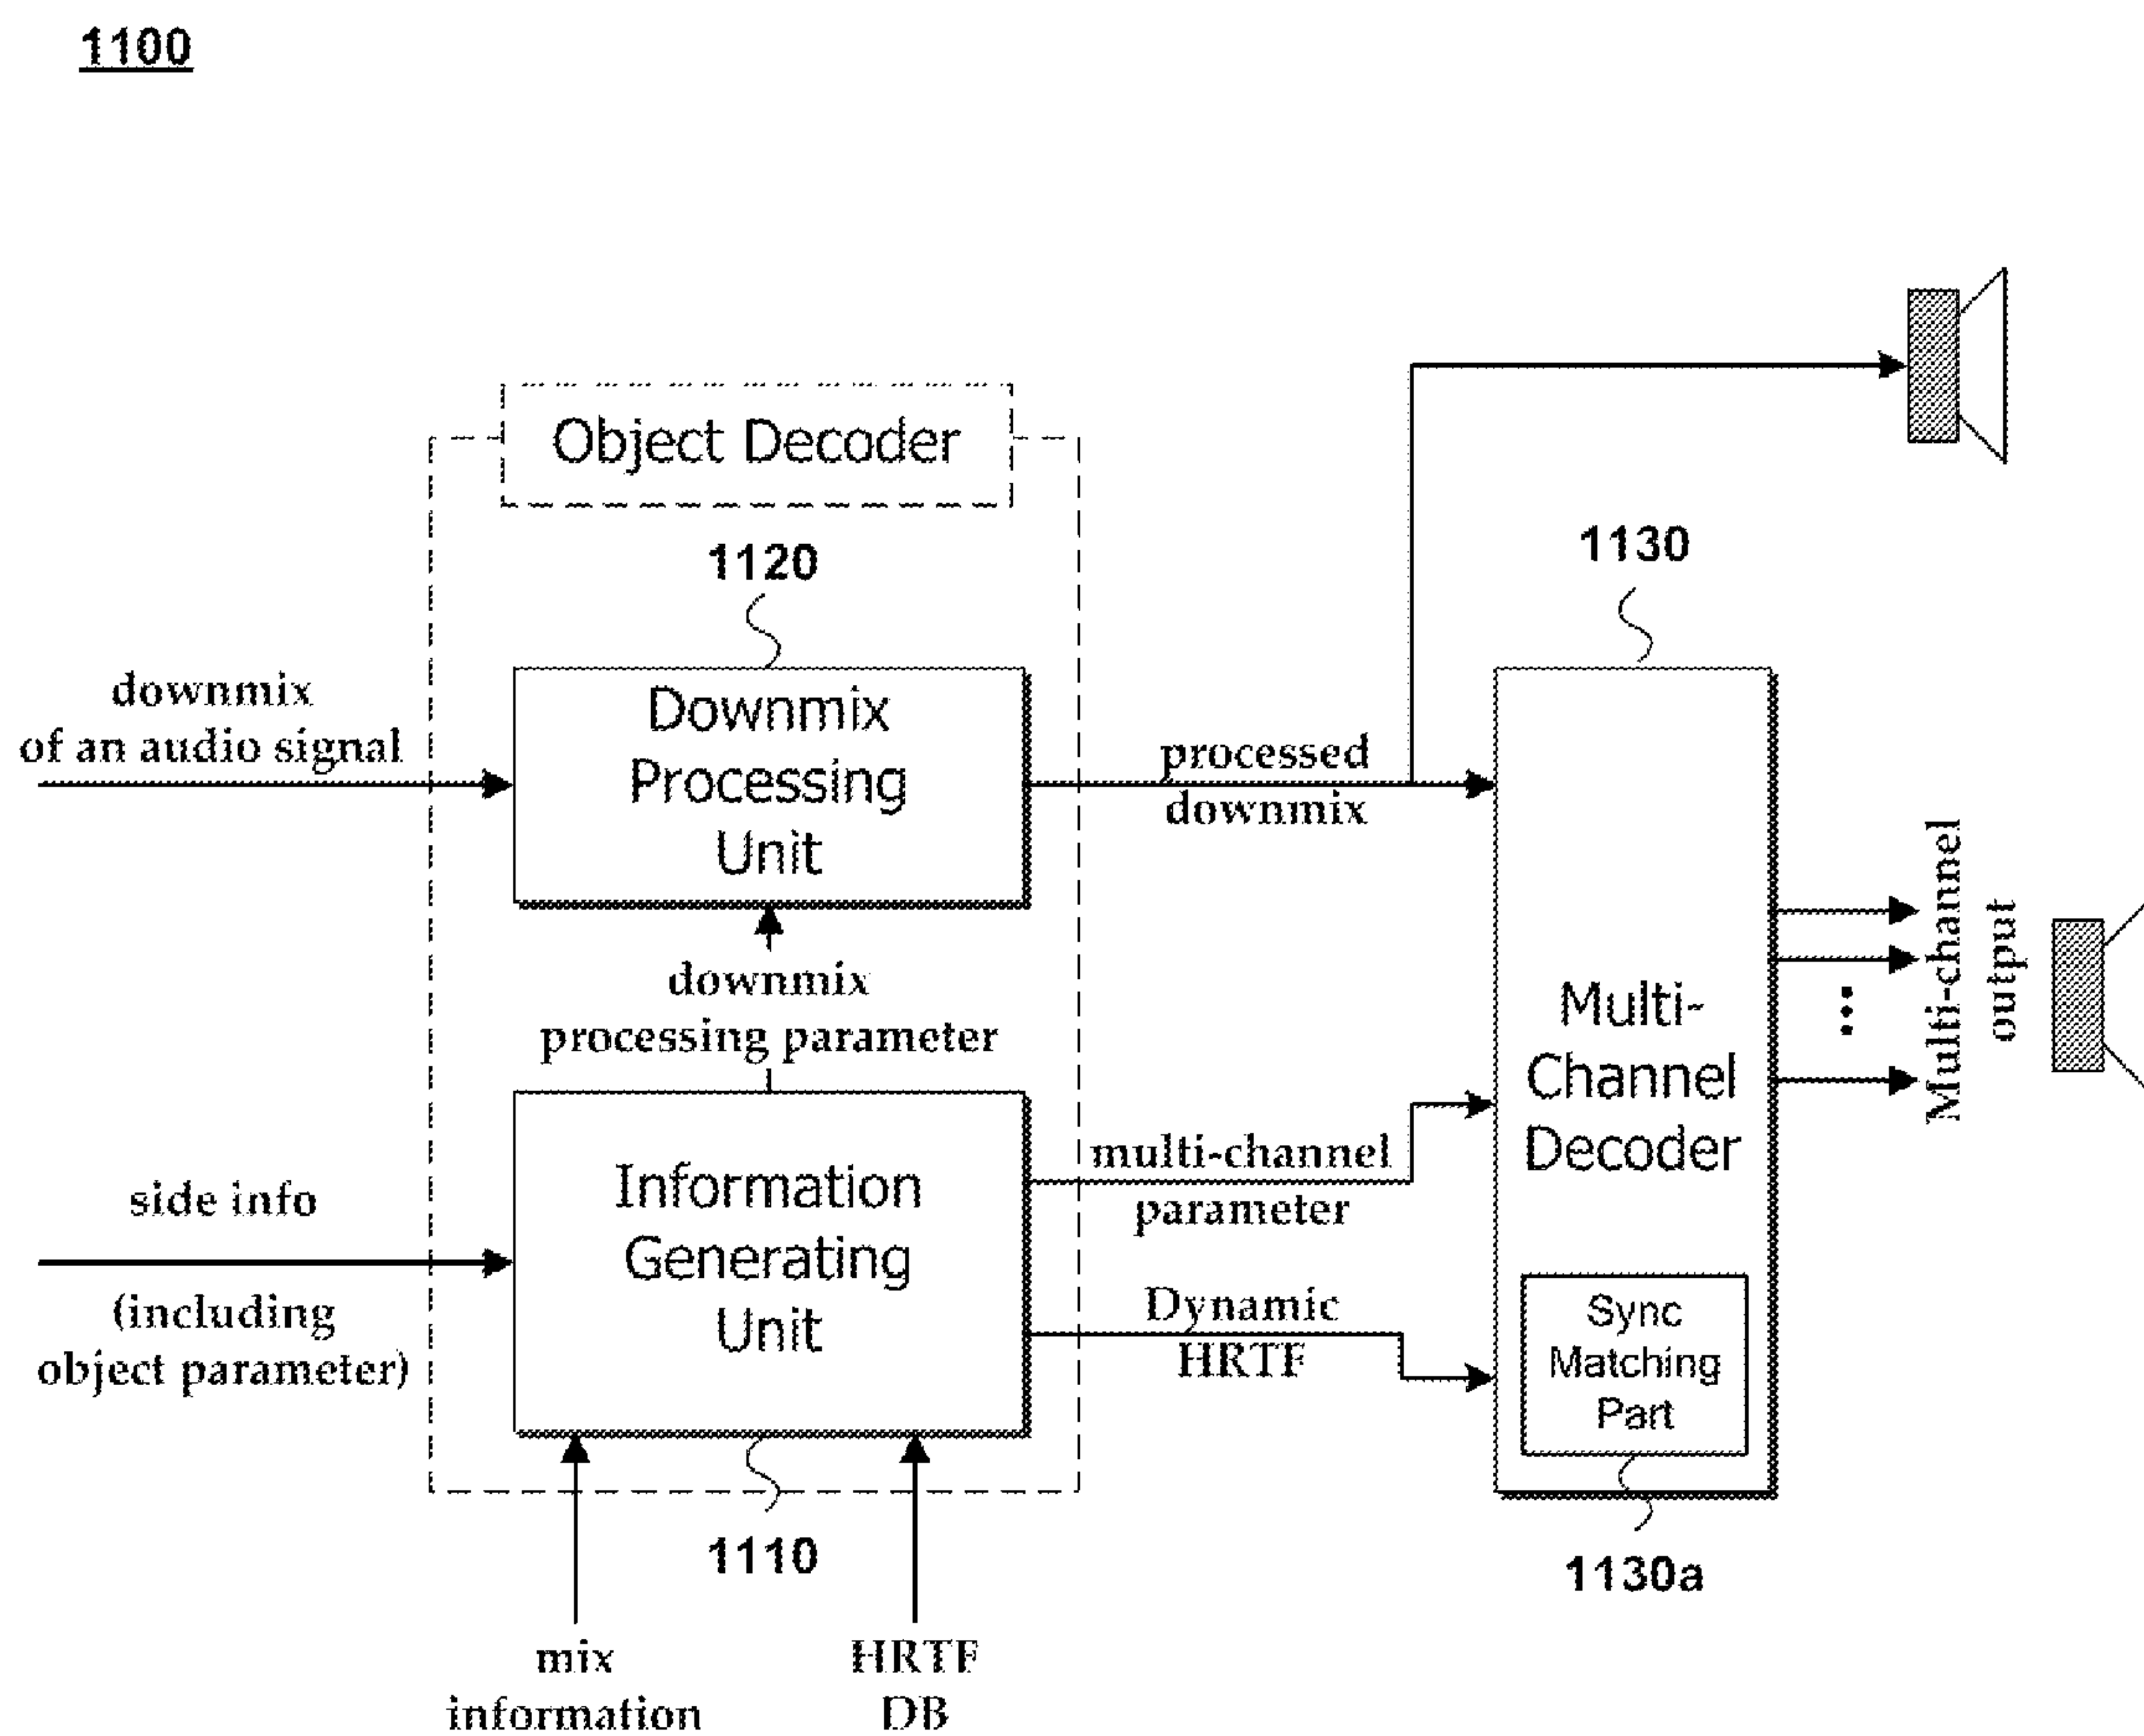 1100
Object Decoder
1120
1130
downmix
of an audio signal
Downmix
Processing
Unit
processed
downmix
downmix
processing parameter
Multi-
Channel
Decoder
Multi-channel
output
side info
(including
object parameter)
Information
Generating
Unit
multi-channel
parameter
Dynamic
HRTF
Sync
Matching
Part
1110
1130a
mix
information
HRTF
DB